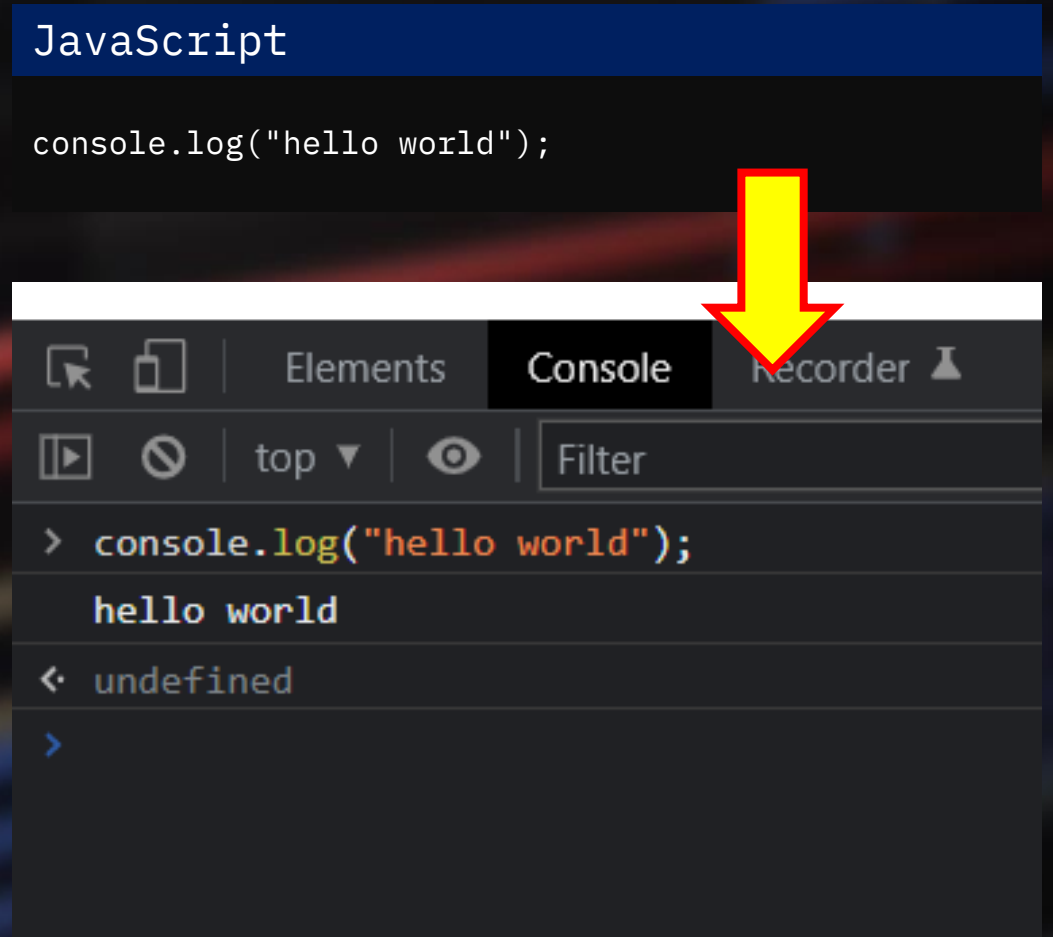 JavaScript
console.log("hello world");
Elements Console Recorder
top Filter
console.log("hello world");
hello world
undefined